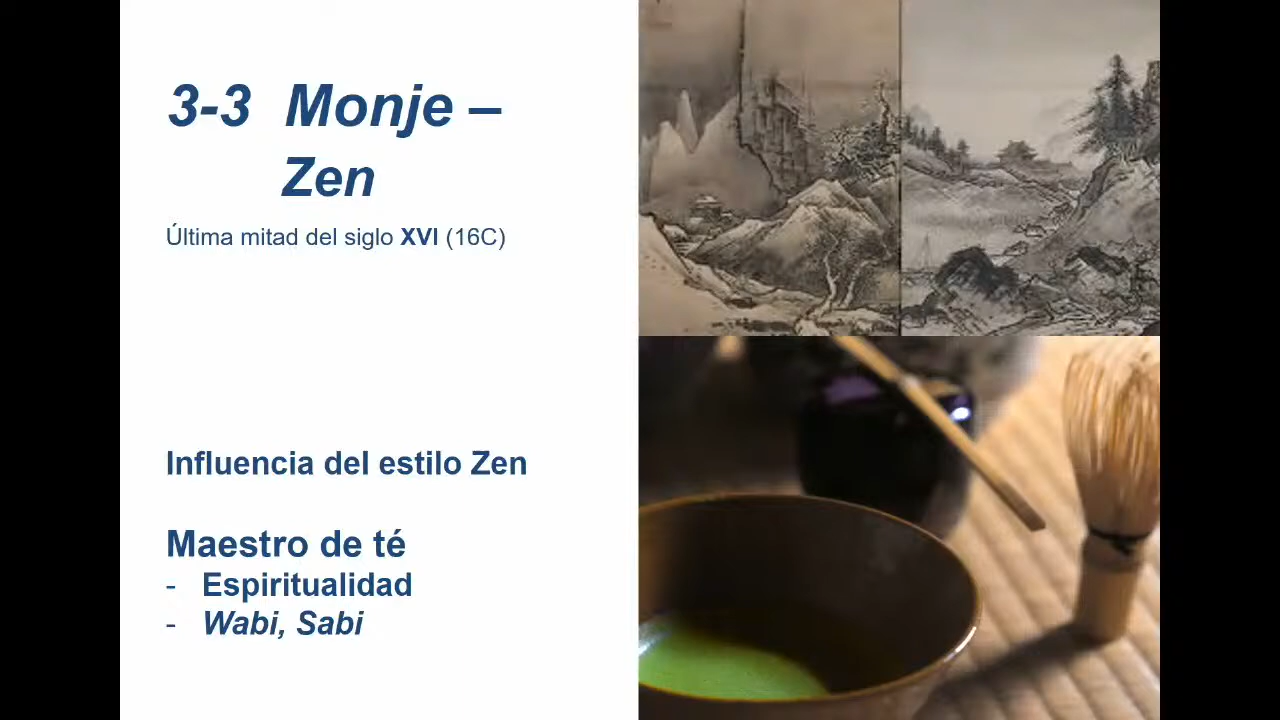 3-3 Monje –
Zen
Última mitad del siglo XVI (16C)
Influencia del estilo Zen
Maestro de té
- Espiritualidad
- Wabi, Sabi